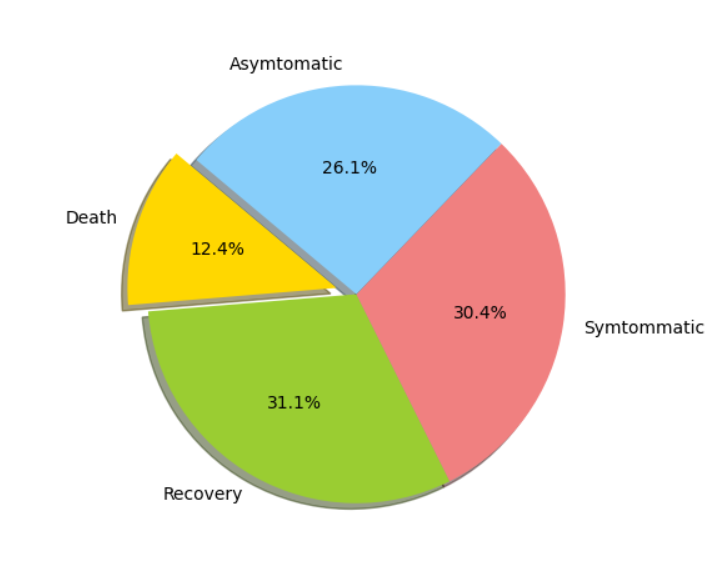 Asymtomatic
26.1%
Death
12.4%
30.4%
Symtommatic
31.1%
Recovery